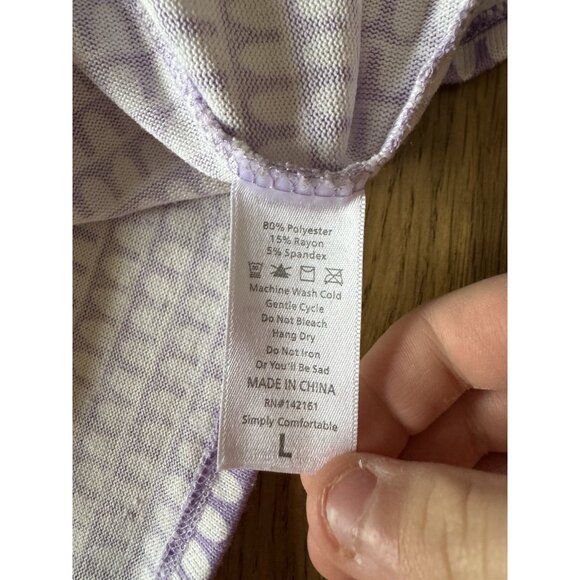 80% Polyester
15% Rayon
5% Spandex
Machine Wash Cold
Gentle Cycle
Do Not Bleach
Hang Dry
Do Not Iron
Or You'll Be Sad
MADE IN CHINA
RN#142161
Simply Comfortable
L